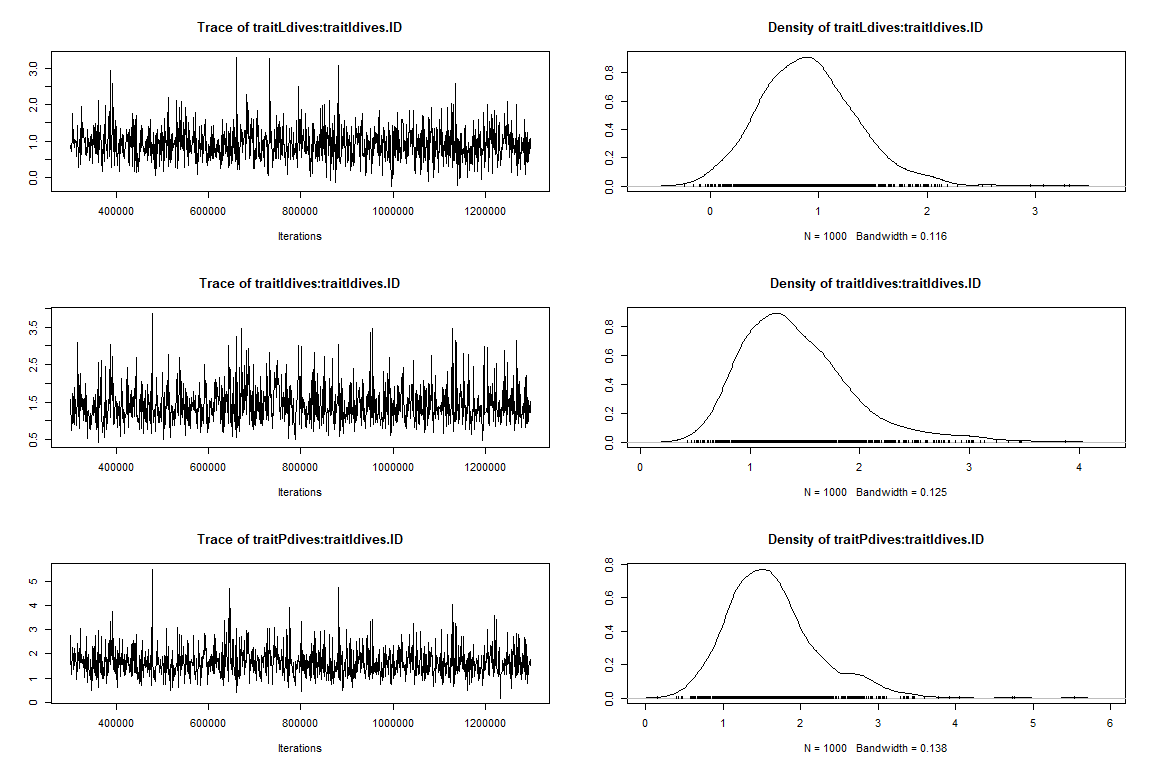 Trace of traitLdives:traitIdives.ID
3.0
2.0
1.0
0.0
400000 600000 800000 1000000 1200000
Iterations
Density of traitLdives:traitIdives.ID
0.8
0.6
0.4
0.2
0.0
0 1 2 3
N = 1000 Bandwidth = 0.116
Trace of traitIdives:traitIdives.ID
3.5
2.5
1.5
0.5
400000 600000 800000 1000000 1200000
Iterations
Density of traitIdives:traitIdives.ID
0.8
0.6
0.4
0.2
0.0
0 1 2 3 4
N = 1000 Bandwidth = 0.125
Trace of traitPdives:traitIdives.ID
5
4
3
2
1
0
400000 600000 800000 1000000 1200000
Iterations
Density of traitPdives:traitIdives.ID
0.8
0.6
0.4
0.2
0.0
0 1 2 3 4 5 6
N = 1000 Bandwidth = 0.138